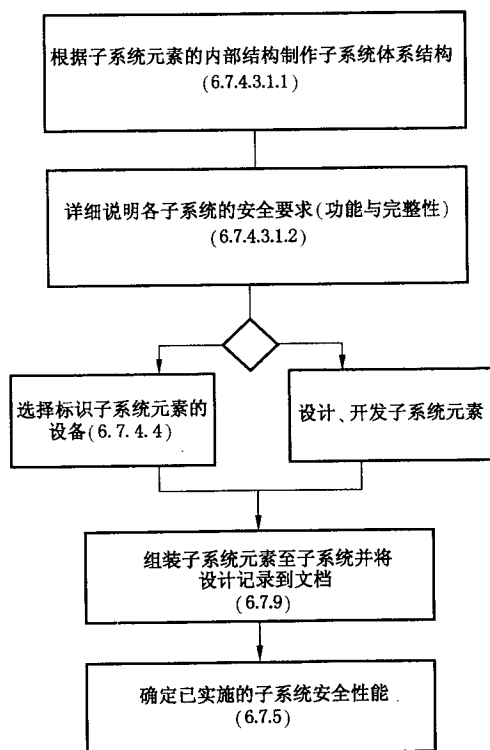 根据子系统元素的内部结构制作子系统体系结构
(6.7.4.3.1.1)
详细说明各子系统的安全要求(功能与完整性)
(6.7.4.3.1.2)
选择标识子系统元素的
设备(6.7.4.4)
设计、开发子系统元素
组装子系统元素至子系统并将
设计记录到文档
(6.7.9)
确定已实施的子系统安全性能
(6.7.5)